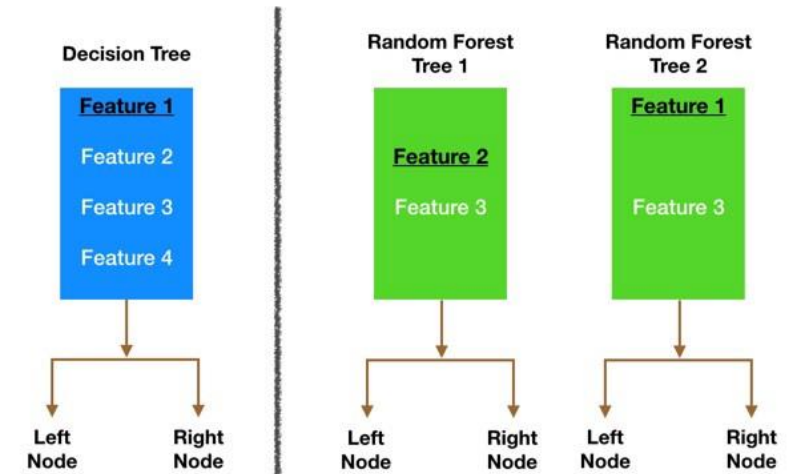 Decision Tree
Feature 1
Feature 2
Feature 3
Feature 4
Left
Node
Right
Node
Random Forest
Tree 1
Feature 2
Feature 3
Left
Node
Right
Node
Random Forest
Tree 2
Feature 1
Feature 3
Left
Node
Right
Node